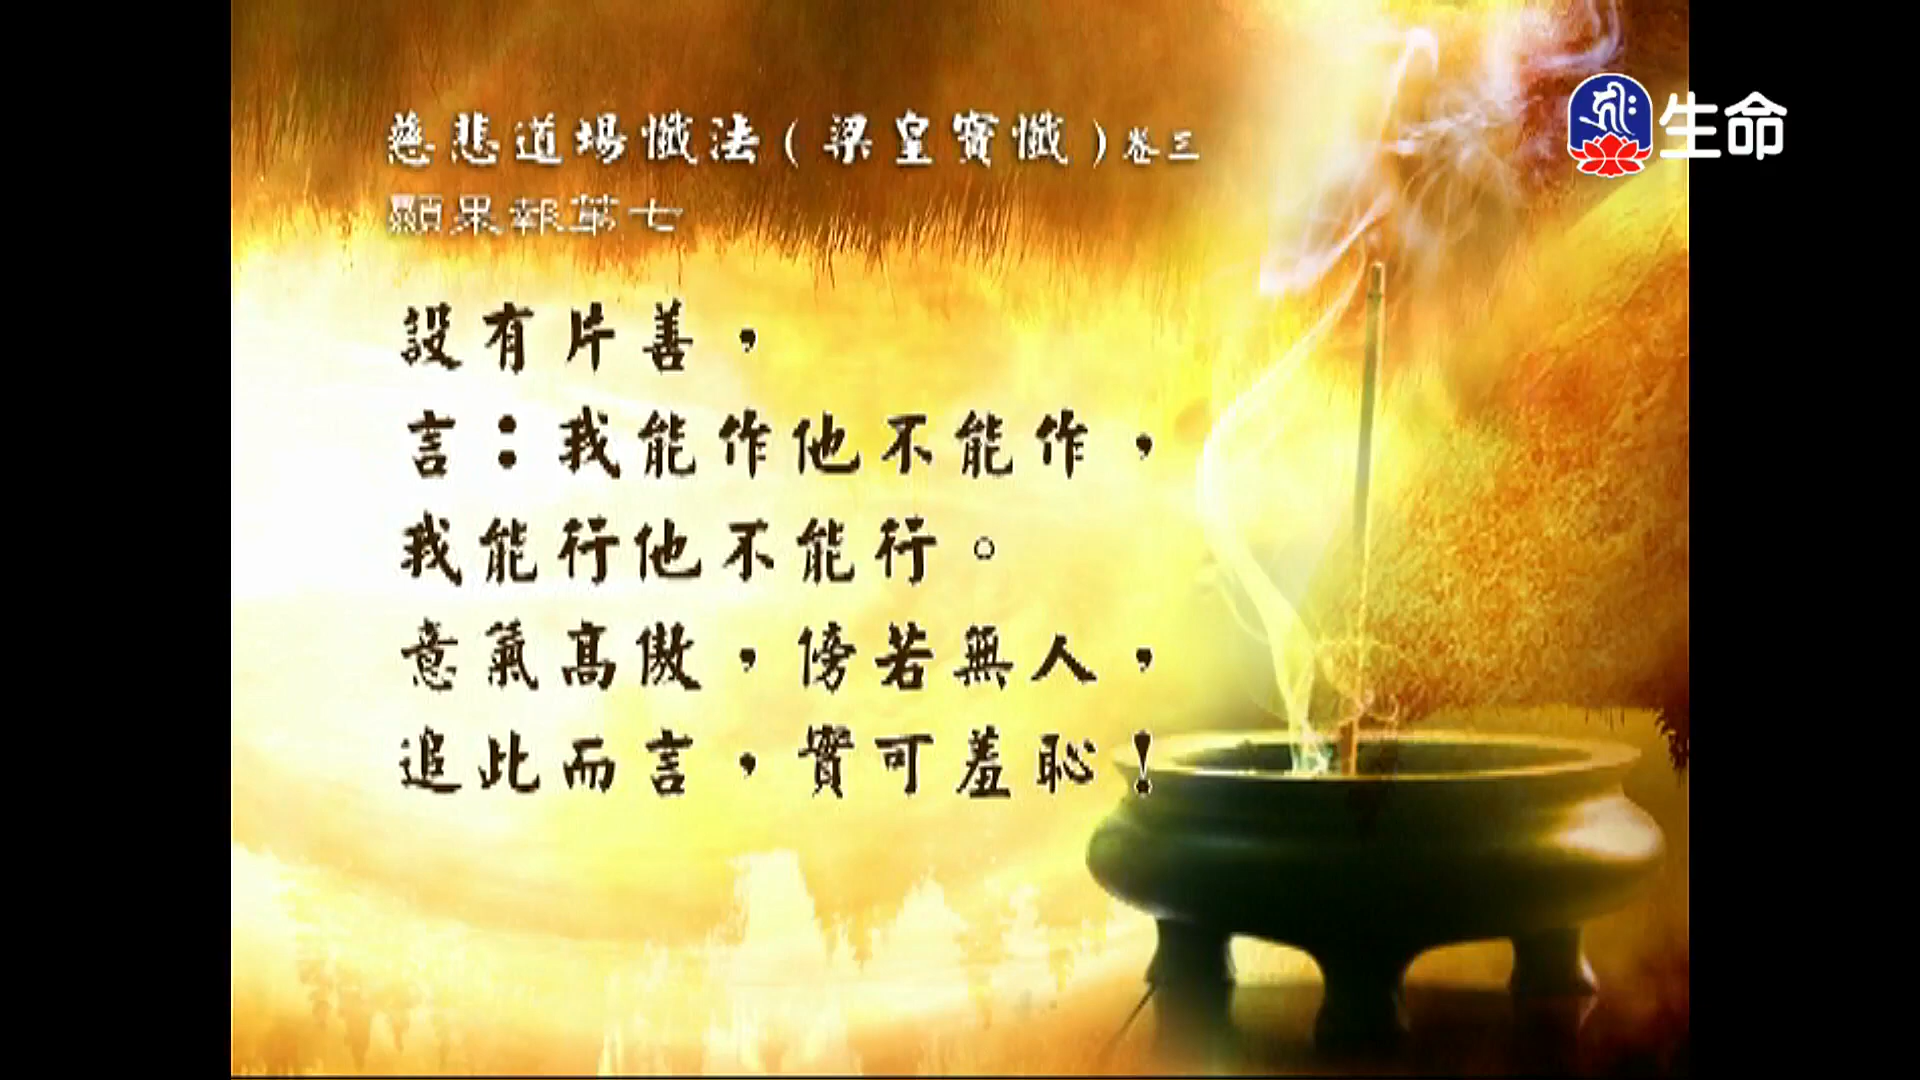 慈悲道場懺法(梁皇寶懺)卷三
顯果報第七
生命
設有片善，
言：我能作他不能作，
我能行他不能行。
意氣高傲，傍若無人，
追此而言，實可羞恥！